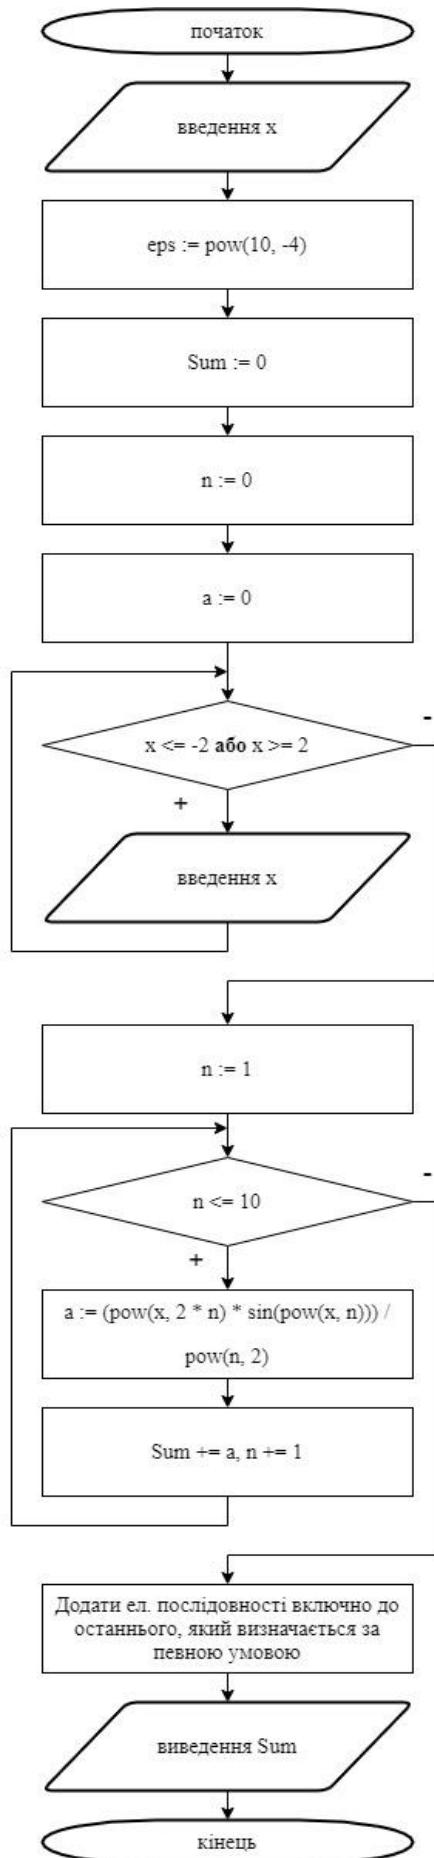 початок
введення x
eps := pow(10, -4)
Sum := 0
n := 0
a := 0
x <= -2 або x >= 2
-
+
введення x
n := 1
n <= 10
-
+
a := (pow(x, 2 * n) * sin(pow(x, n))) /
pow(n, 2)
Sum += a, n += 1
Додати ел. послідовності включно до
останнього, який визначається за
певною умовою
виведення Sum
кінець